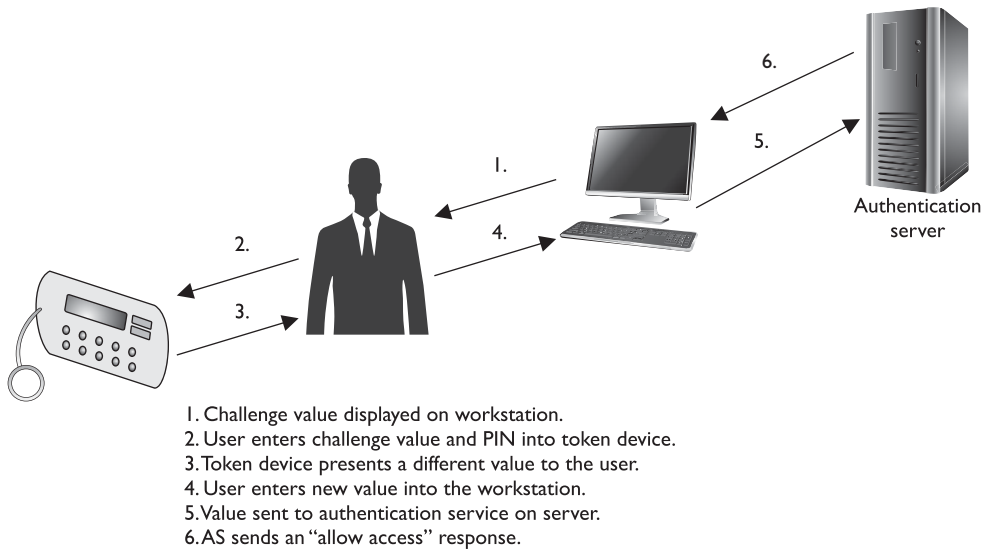 6.
5.
Authentication
server
1.
4.
2.
3.
1. Challenge value displayed on workstation.
2. User enters challenge value and PIN into token device.
3. Token device presents a different value to the user.
4. User enters new value into the workstation.
5. Value sent to authentication service on server.
6. AS sends an “allow access” response.